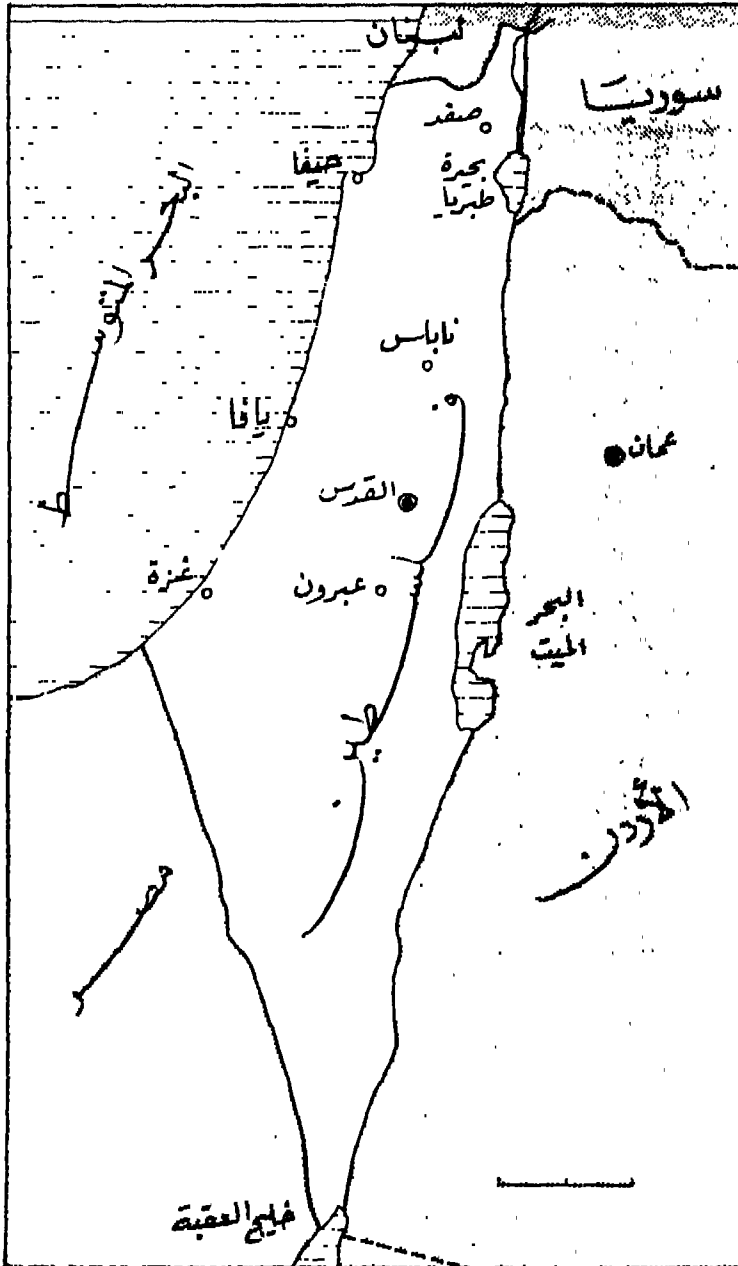 لبنان
سوريا
صفد
حيفا
بحيرة
طبريا
البحر المتوسط
نابلس
يافا
عمان
القدس
غزة
عبرون
البحر
الميت
فلسطين
الأردن
مصر
خليج العقبة